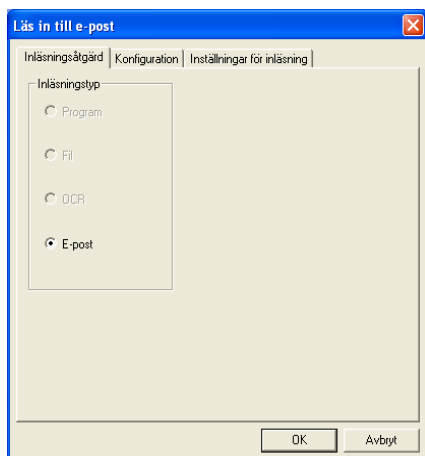 Läs in till e-post
Inläsningsåtgärd Konfiguration Inställningar för inläsning
Inläsningstyp
Program
Fil
OCR
E-post
OK Avbryt